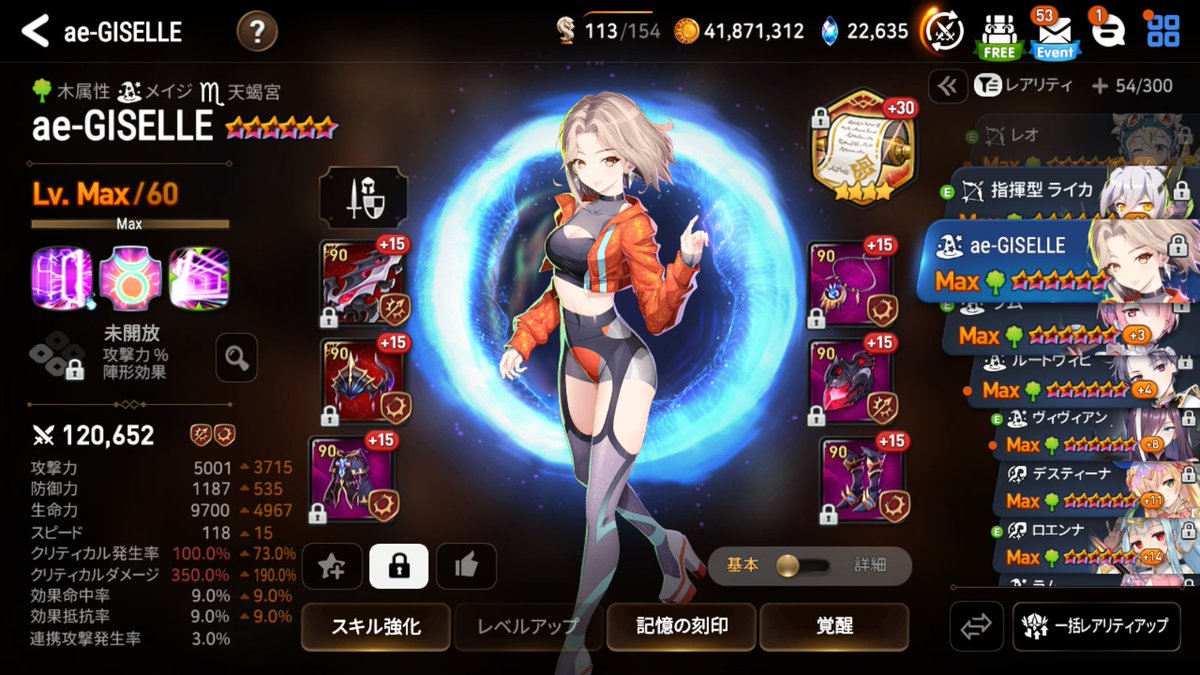 ae-GISELLE
?
113/154
41,871,312
22,635
FREE
53
Event
1
木属性 メイジ 天蝎宮
ae-GISELLE
Lv. Max/60
Max
未開放
攻撃力%
陣形効果
120,652
攻撃力 5001 3715
防御力 1187 535
生命力 9700 4967
スピード 118 15
クリティカル発生率 100.0% 73.0%
クリティカルダメージ 350.0% 190.0%
効果命中率 9.0% 9.0%
効果抵抗率 9.0% 9.0%
連携攻撃発生率 3.0%
90 +15
90 +15
90 +15
+30
90 +15
90 +15
90 +15
基本 詳細
スキル強化
レベルアップ
記憶の刻印
覚醒
レアリティ
54/300
E レオ
Max
E 指揮型 ライカ
Max
ae-GISELLE
Max
E ラム
Max +3
ルートヴィヒ
Max +4
E ヴィヴィアン
Max +8
デスティーナ
Max +11
E ロエンナ
Max +14
ラム
一括レアリティアップ